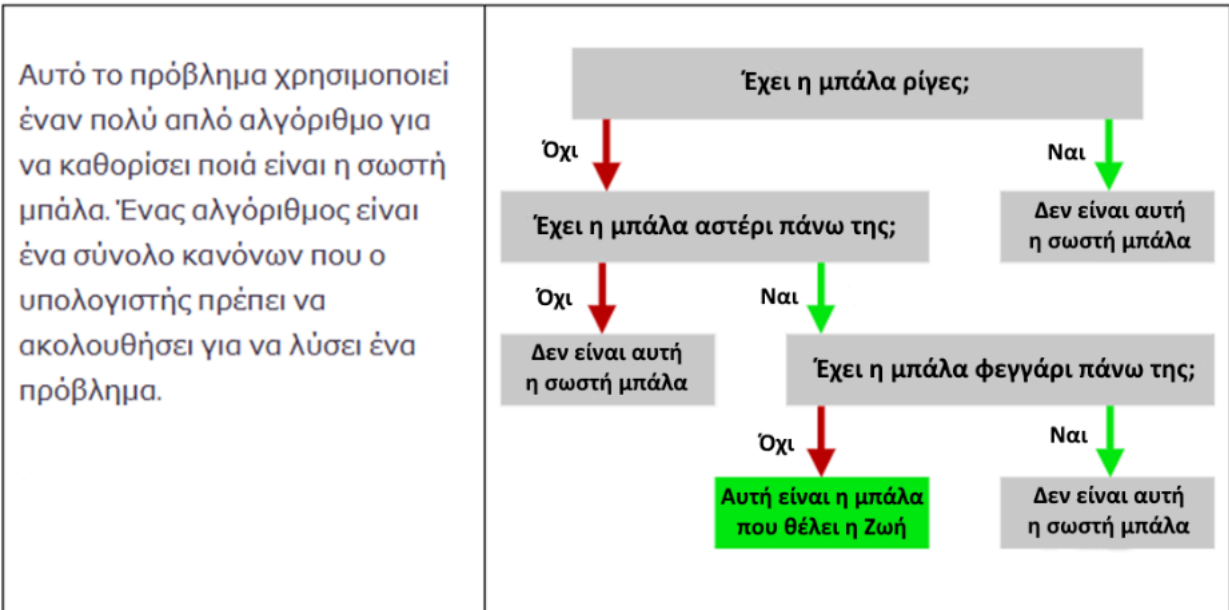 Αυτό το πρόβλημα χρησιμοποιεί
έναν πολύ απλό αλγόριθμο για
να καθορίσει ποιά είναι η σωστή
μπάλα. Ένας αλγόριθμος είναι
ένα σύνολο κανόνων που ο
υπολογιστής πρέπει να
ακολουθήσει για να λύσει ένα
πρόβλημα.
Έχει η μπάλα ρίγες;
Όχι
Ναι
Έχει η μπάλα αστέρι πάνω της;
Δεν είναι αυτή
η σωστή μπάλα
Όχι
Ναι
Δεν είναι αυτή
η σωστή μπάλα
Έχει η μπάλα φεγγάρι πάνω της;
Όχι
Ναι
Αυτή είναι η μπάλα
που θέλει η Ζωή
Δεν είναι αυτή
η σωστή μπάλα